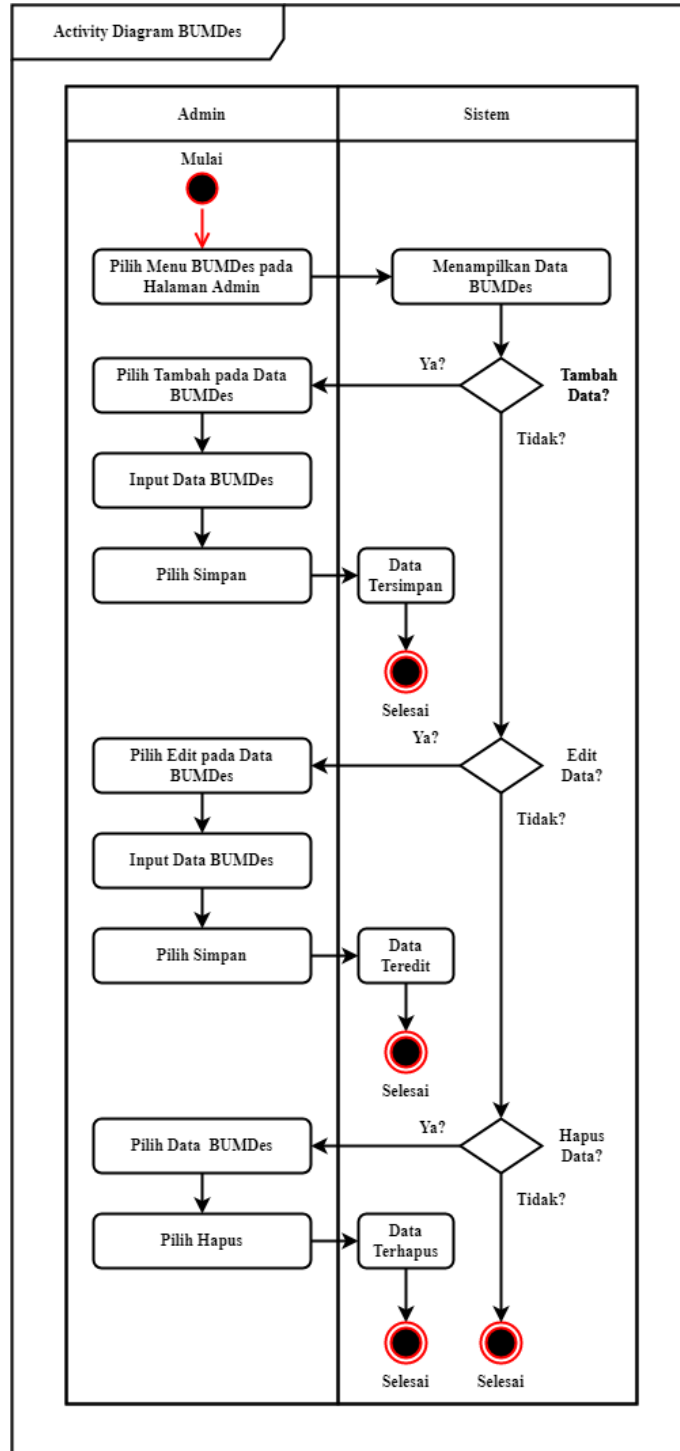 Activity Diagram BUMDes
Admin
Sistem
Mulai
Pilih Menu BUMDes pada
Halaman Admin
Menampilkan Data
BUMDes
Ya?
Tambah
Data?
Pilih Tambah pada Data
BUMDes
Tidak?
Input Data BUMDes
Pilih Simpan
Data
Tersimpan
Selesai
Ya?
Edit
Data?
Pilih Edit pada Data
BUMDes
Tidak?
Input Data BUMDes
Pilih Simpan
Data
Teredit
Selesai
Ya?
Hapus
Data?
Pilih Data BUMDes
Tidak?
Pilih Hapus
Data
Terhapus
Selesai
Selesai